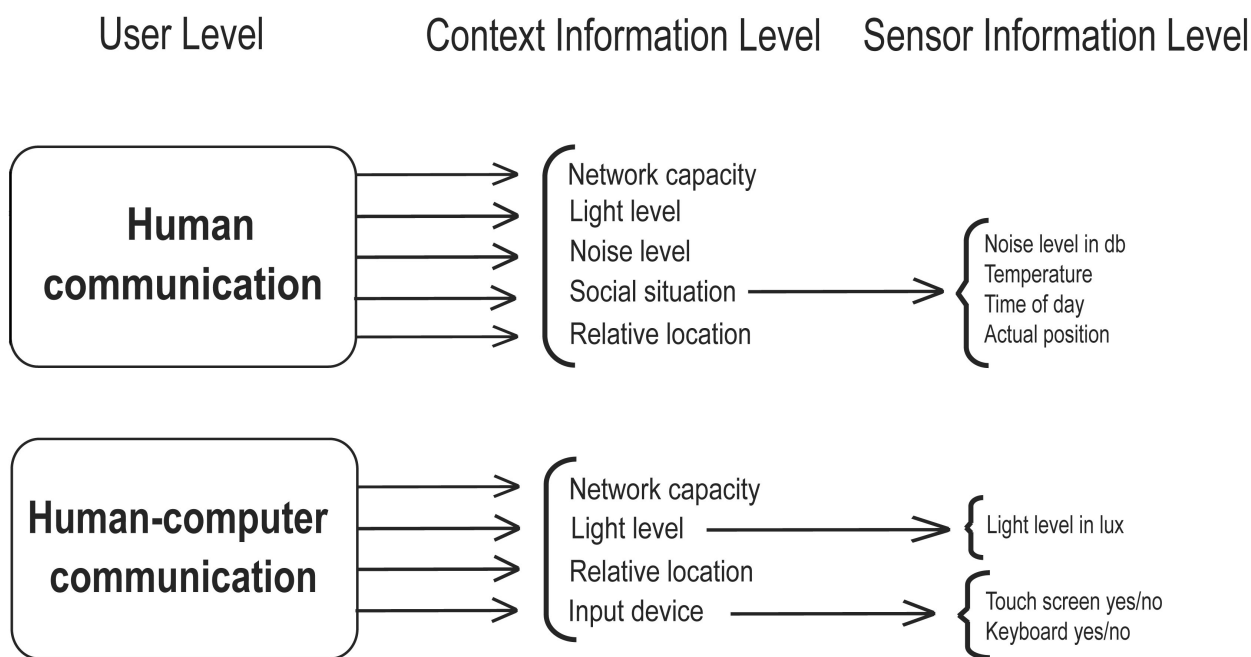 User Level
Context Information Level
Sensor Information Level
Human
communication
Network capacity
Light level
Noise level
Social situation
Relative location
Noise level in db
Temperature
Time of day
Actual position
Human-computer
communication
Network capacity
Light level
Relative location
Input device
Light level in lux
Touch screen yes/no
Keyboard yes/no